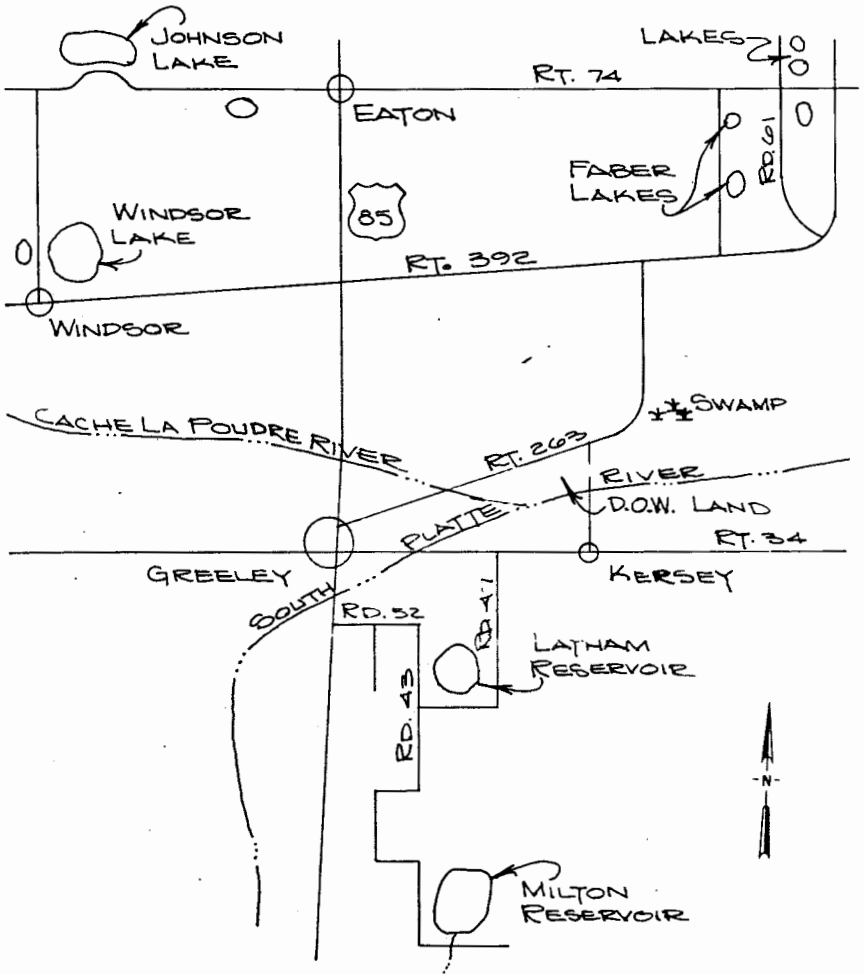 JOHNSON
LAKE
LAKES
RT. 74
EATON
RD. 61
FABER
LAKES
85
WINDSOR
LAKE
RT. 392
WINDSOR
SWAMP
CACHE LA POUDRE RIVER
RT. 263
RIVER
D.O.W. LAND
PLATTE
RT. 34
GREELEY
KERSEY
SOUTH
RD. 52
RD. 47
LATHAM
RESERVOIR
RD. 43
-N-
MILTON
RESERVOIR